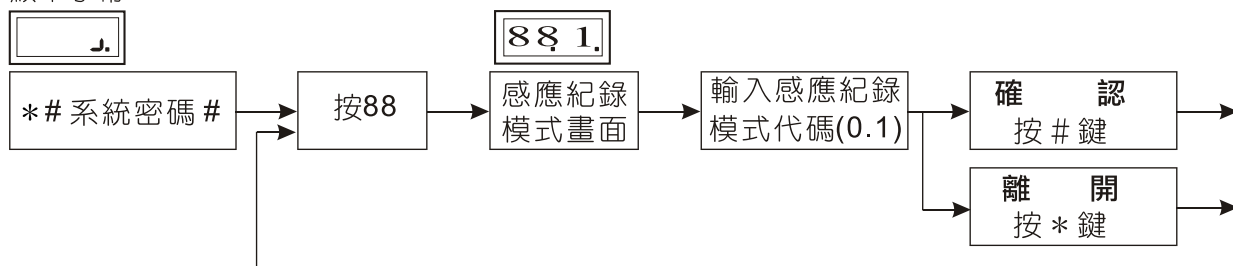 88.1.
＊# 系統密碼 #
按88
感應紀錄
模式畫面
輸入感應紀錄
模式代碼(0.1)
確　認
按 # 鍵
離　開
按 ＊ 鍵